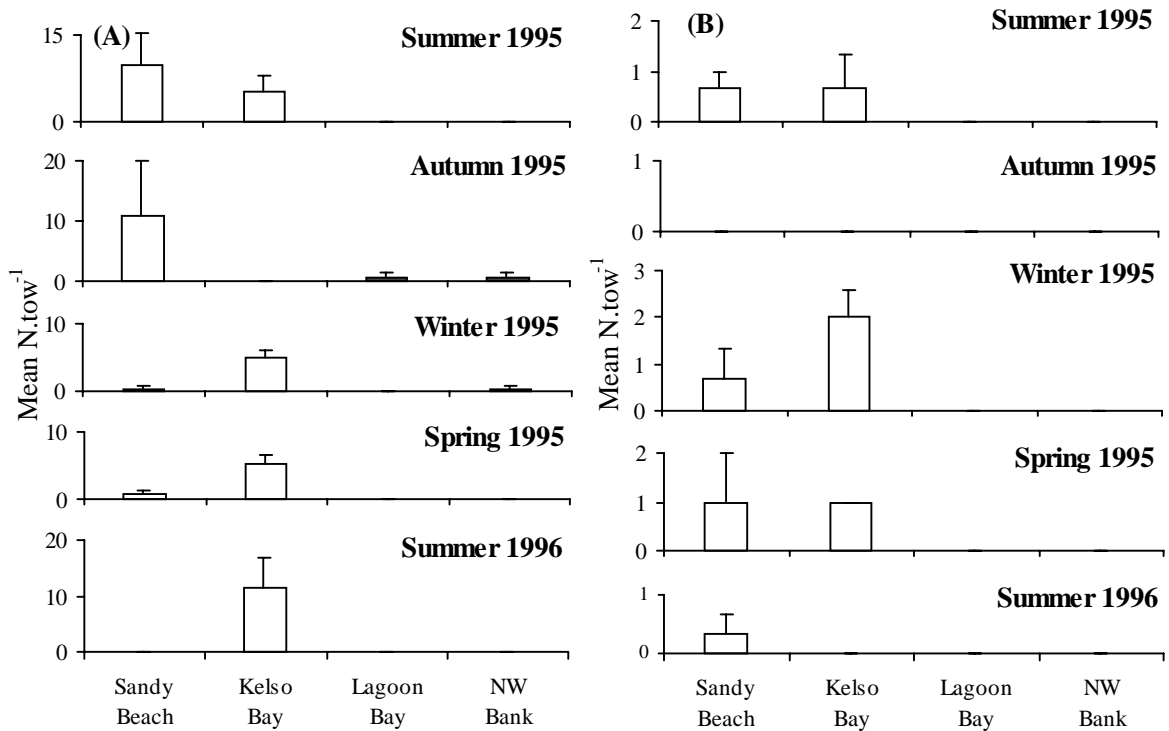 (A)
Summer 1995
15
0
Autumn 1995
20
10
0
Winter 1995
10
0
Spring 1995
10
0
Summer 1996
20
10
0
Mean N.tow-1
Sandy Beach
Kelso Bay
Lagoon Bay
NW Bank
(B)
Summer 1995
2
1
0
Autumn 1995
1
0
Winter 1995
3
2
1
0
Spring 1995
2
1
0
Summer 1996
1
0
Mean N.tow-1
Sandy Beach
Kelso Bay
Lagoon Bay
NW Bank